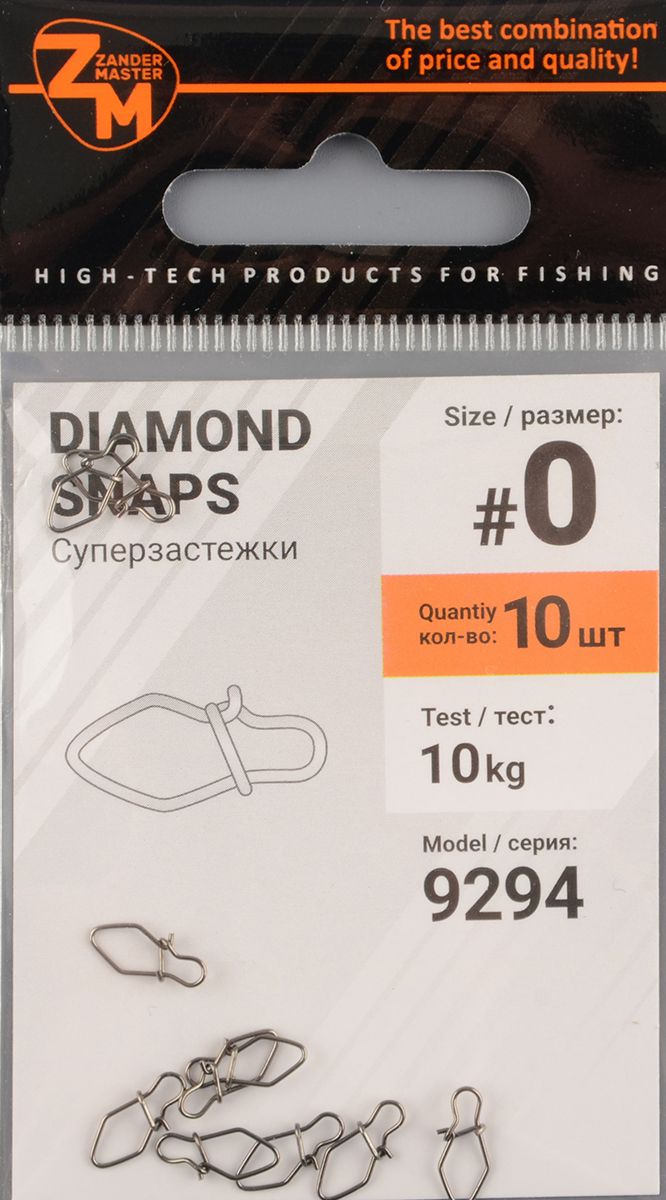 ZANDER
MASTER
ZM
The best combination
of price and quality!
HIGH-TECH PRODUCTS FOR FISHING
DIAMOND
SNAPS
Суперзастежки
Size / размер:
#0
Quantiy
кол-во: 10 шт
Test / тест:
10kg
Model / серия:
9294